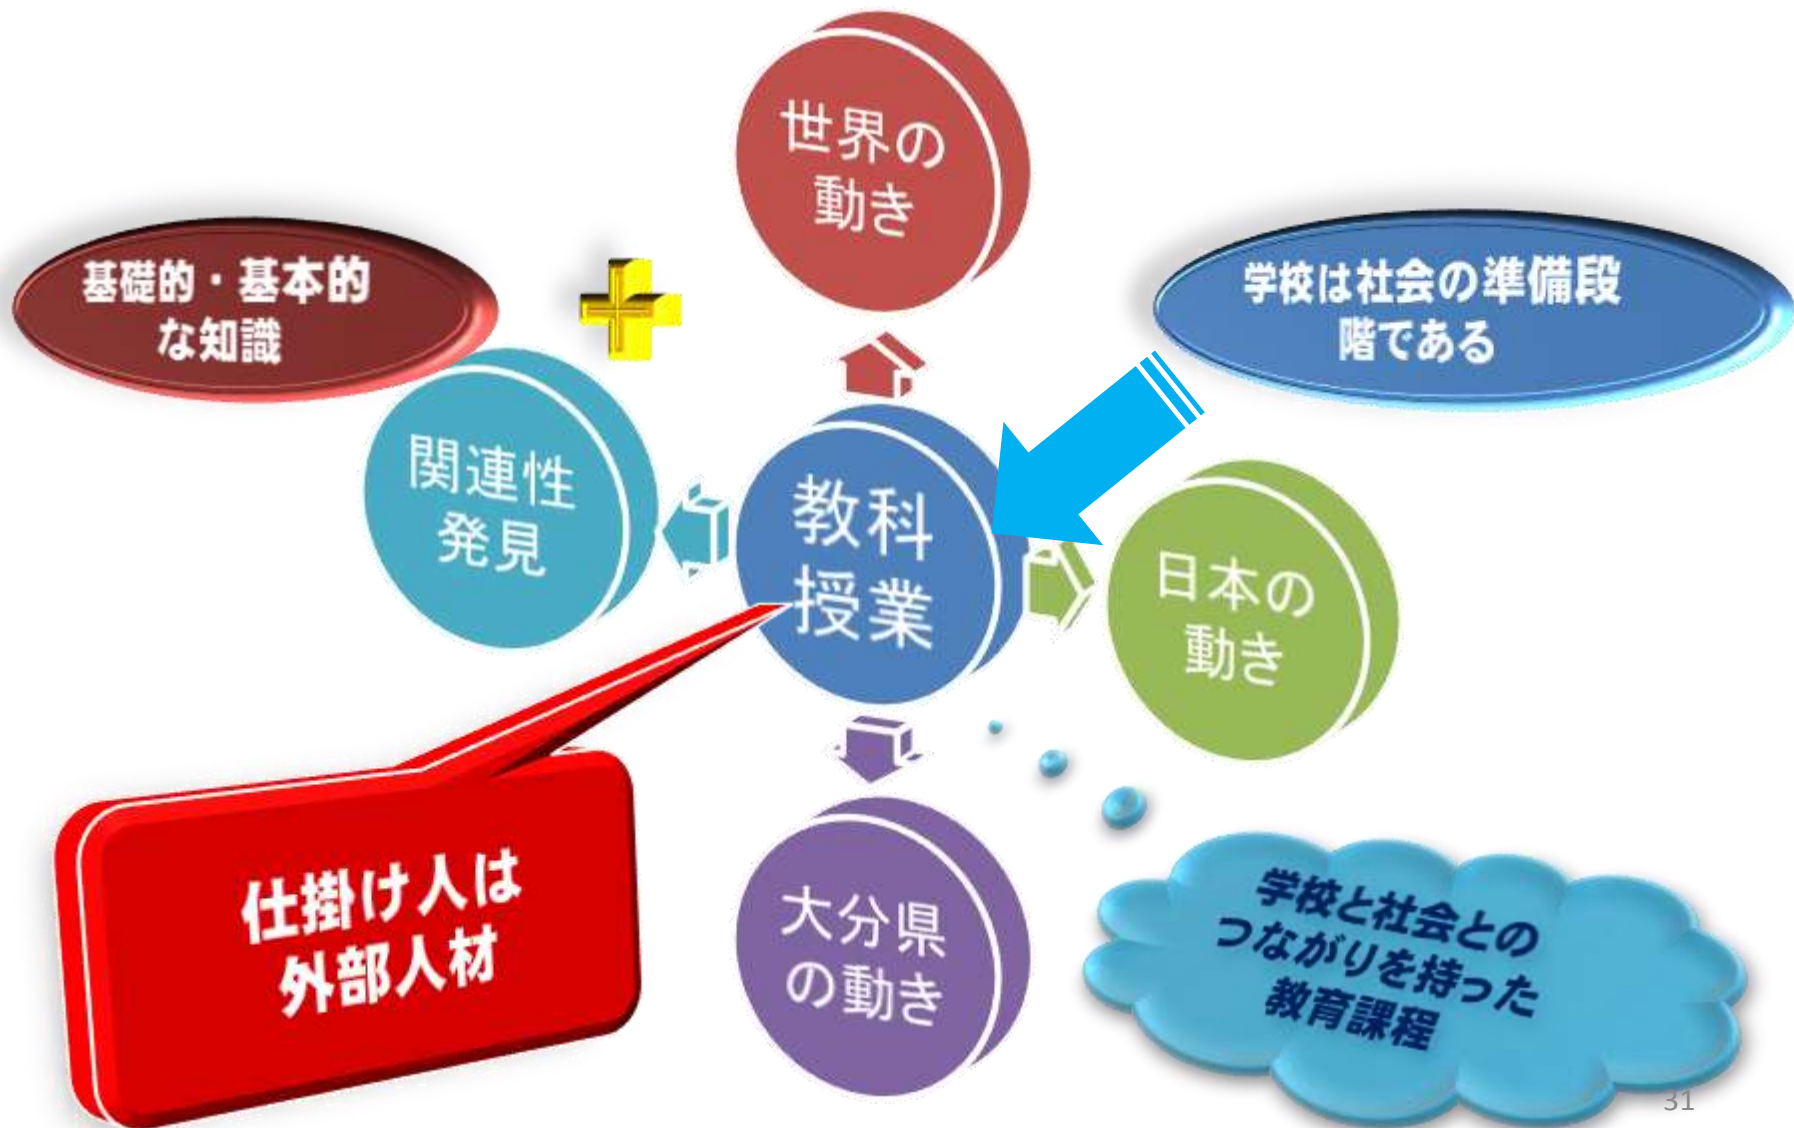 世界の
動き
基礎的・基本的
な知識
学校は社会の準備段
階である
関連性
発見
教科
授業
日本の
動き
仕掛け人は
外部人材
大分県
の動き
学校と社会との
つながりを持った
教育課程
31